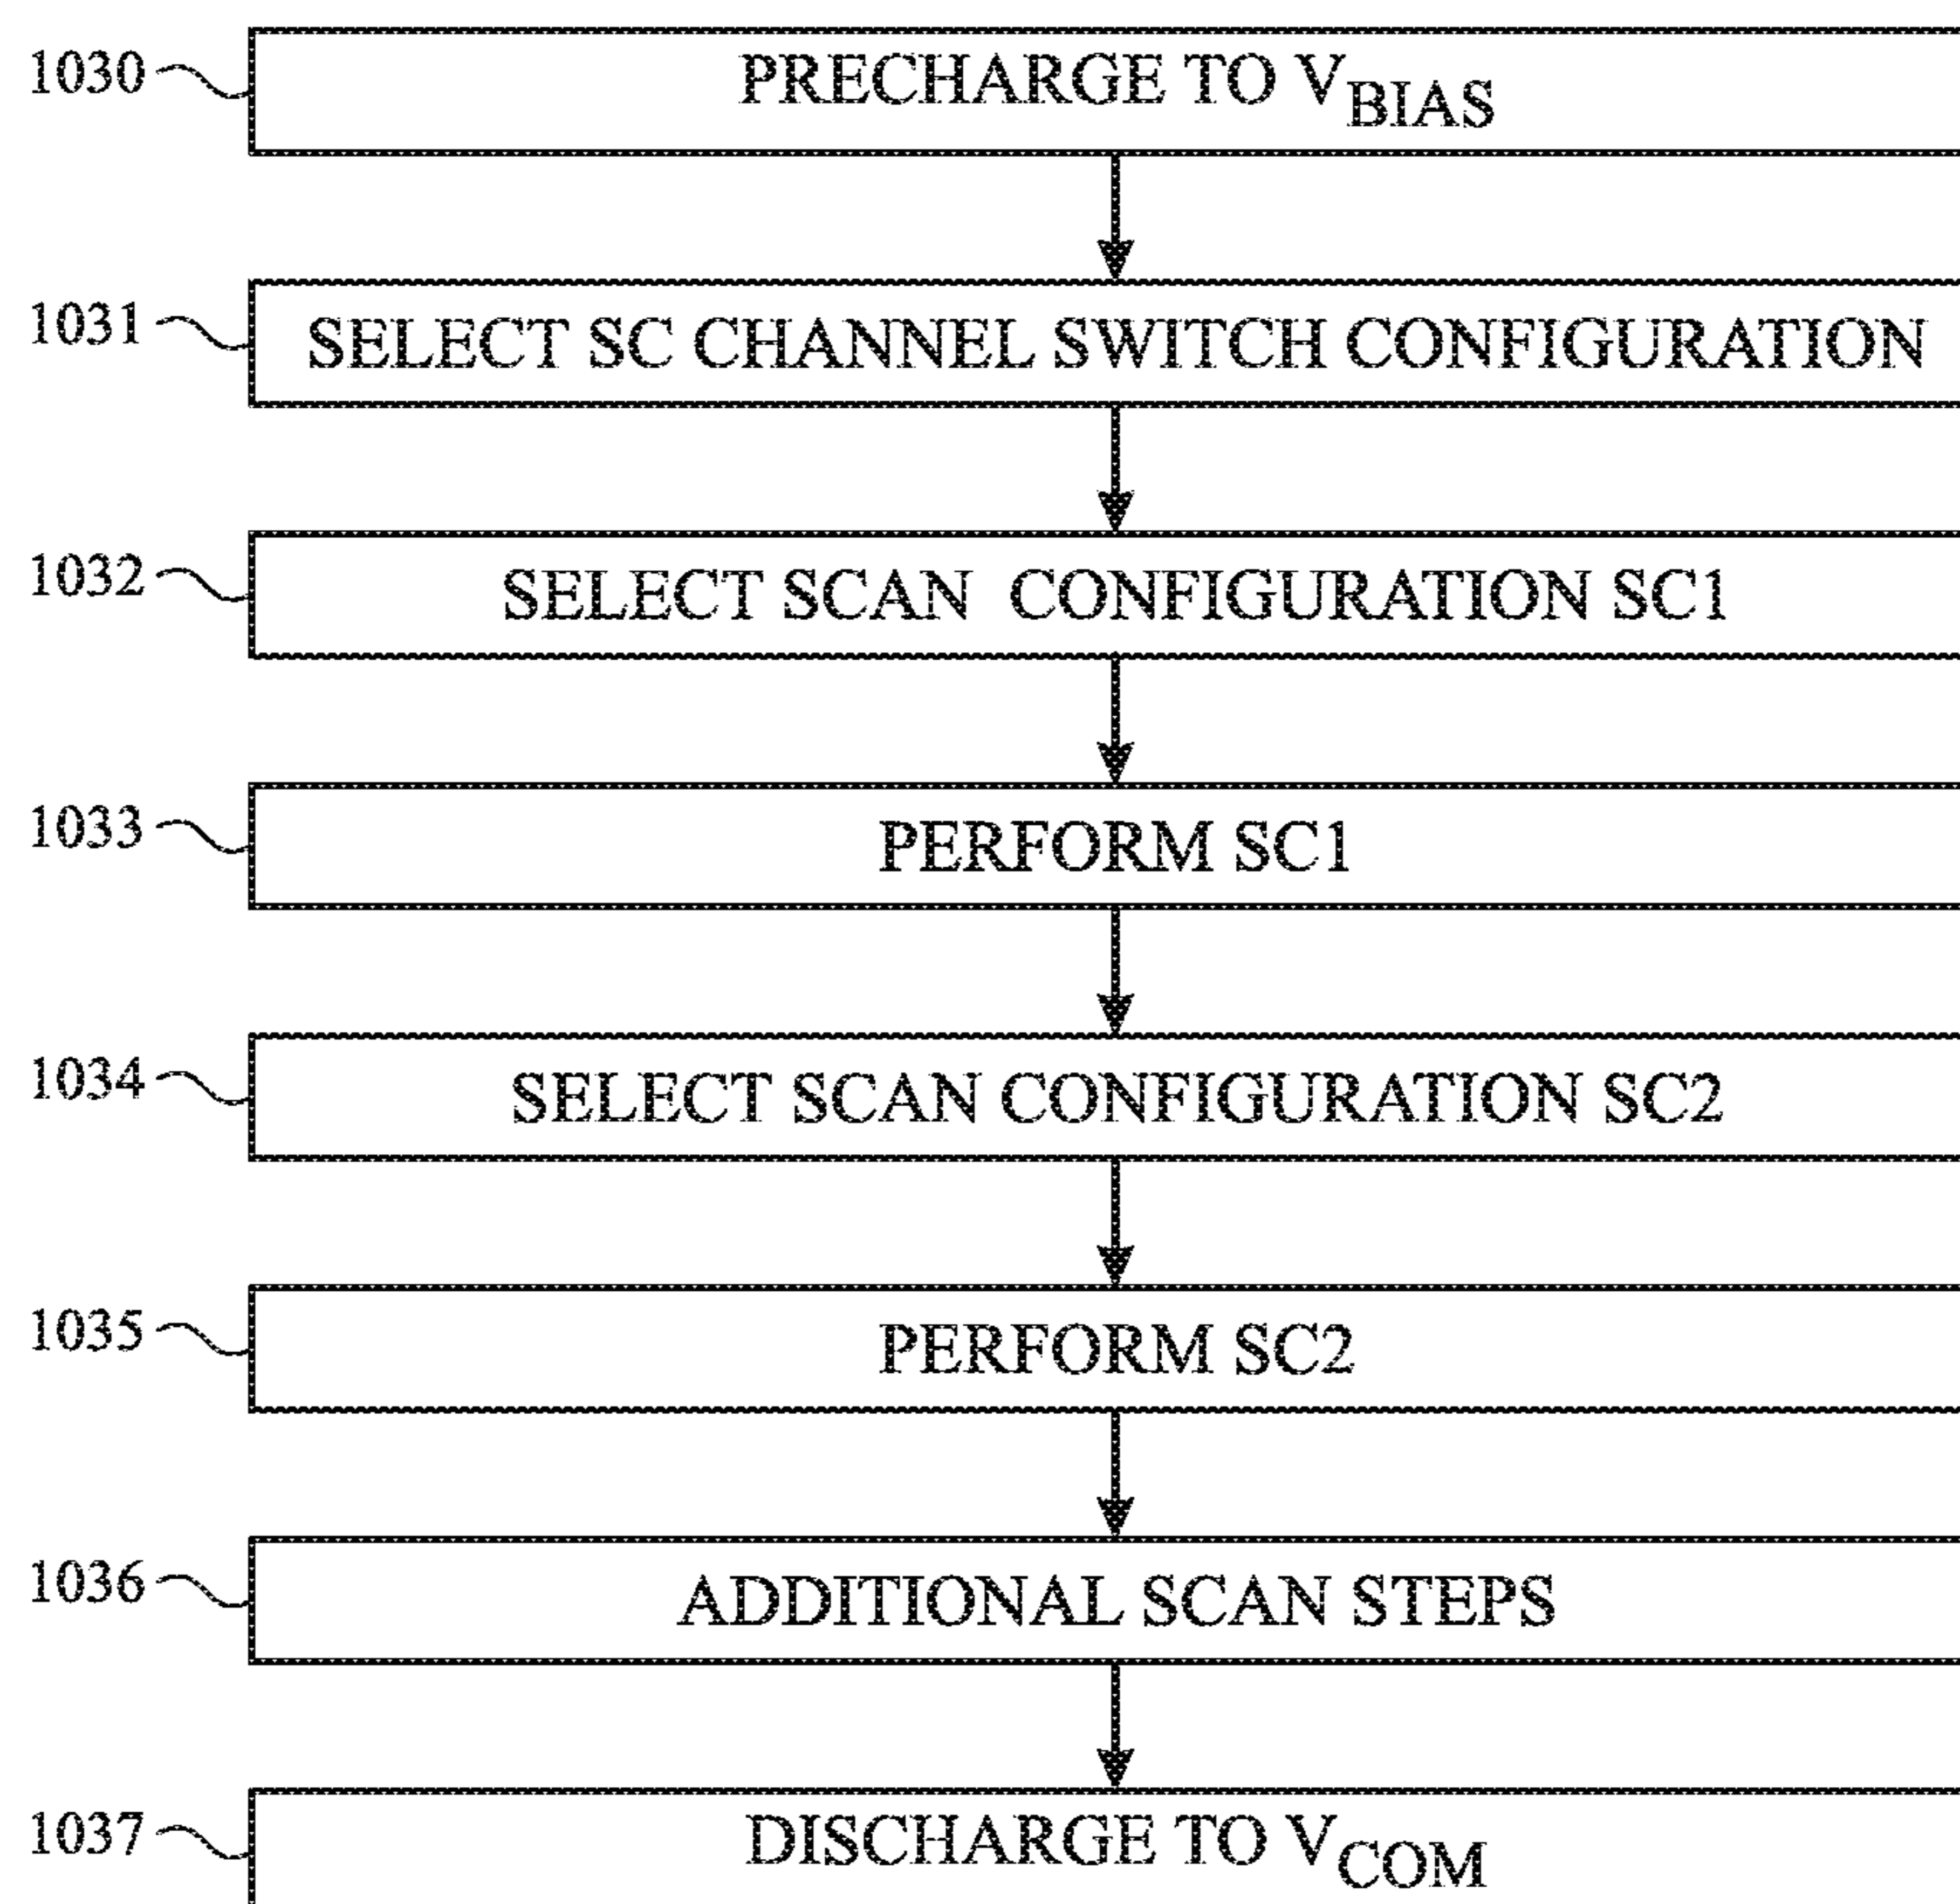 1030 PRECHARGE TO VBIAS
1031 SELECT SC CHANNEL SWITCH CONFIGURATION
1032 SELECT SCAN CONFIGURATION SC1
1033 PERFORM SC1
1034 SELECT SCAN CONFIGURATION SC2
1035 PERFORM SC2
1036 ADDITIONAL SCAN STEPS
1037 DISCHARGE TO VCOM